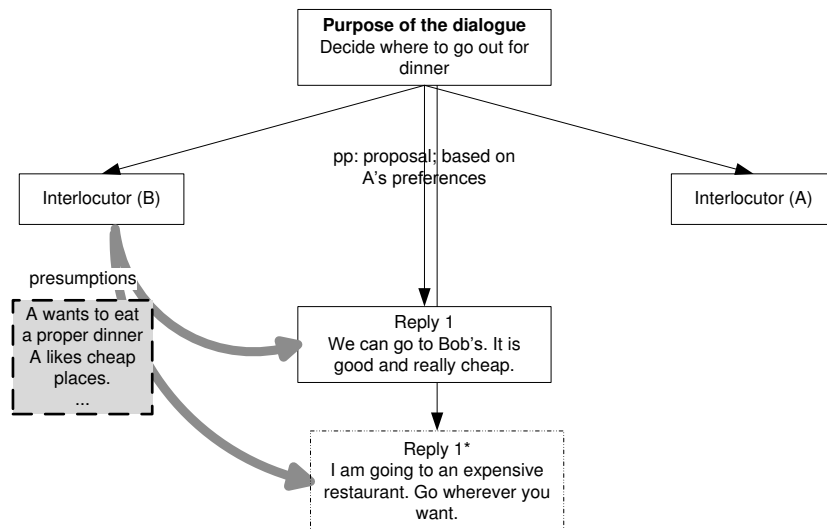 Purpose of the dialogue
Decide where to go out for
dinner
pp: proposal; based on
A's preferences
Interlocutor (B)
Interlocutor (A)
presumptions
A wants to eat
a proper dinner
A likes cheap
places.
...
Reply 1
We can go to Bob's. It is
good and really cheap.
Reply 1*
I am going to an expensive
restaurant. Go wherever you
want.